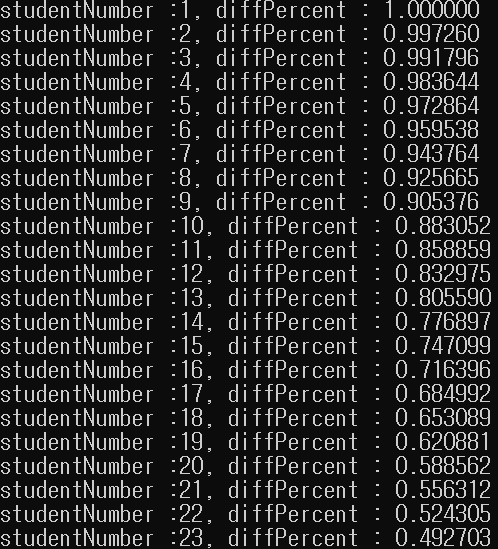 studentNumber :1, diffPercent : 1.000000
studentNumber :2, diffPercent : 0.997260
studentNumber :3, diffPercent : 0.991796
studentNumber :4, diffPercent : 0.983644
studentNumber :5, diffPercent : 0.972864
studentNumber :6, diffPercent : 0.959538
studentNumber :7, diffPercent : 0.943764
studentNumber :8, diffPercent : 0.925665
studentNumber :9, diffPercent : 0.905376
studentNumber :10, diffPercent : 0.883052
studentNumber :11, diffPercent : 0.858859
studentNumber :12, diffPercent : 0.832975
studentNumber :13, diffPercent : 0.805590
studentNumber :14, diffPercent : 0.776897
studentNumber :15, diffPercent : 0.747099
studentNumber :16, diffPercent : 0.716396
studentNumber :17, diffPercent : 0.684992
studentNumber :18, diffPercent : 0.653089
studentNumber :19, diffPercent : 0.620881
studentNumber :20, diffPercent : 0.588562
studentNumber :21, diffPercent : 0.556312
studentNumber :22, diffPercent : 0.524305
studentNumber :23, diffPercent : 0.492703